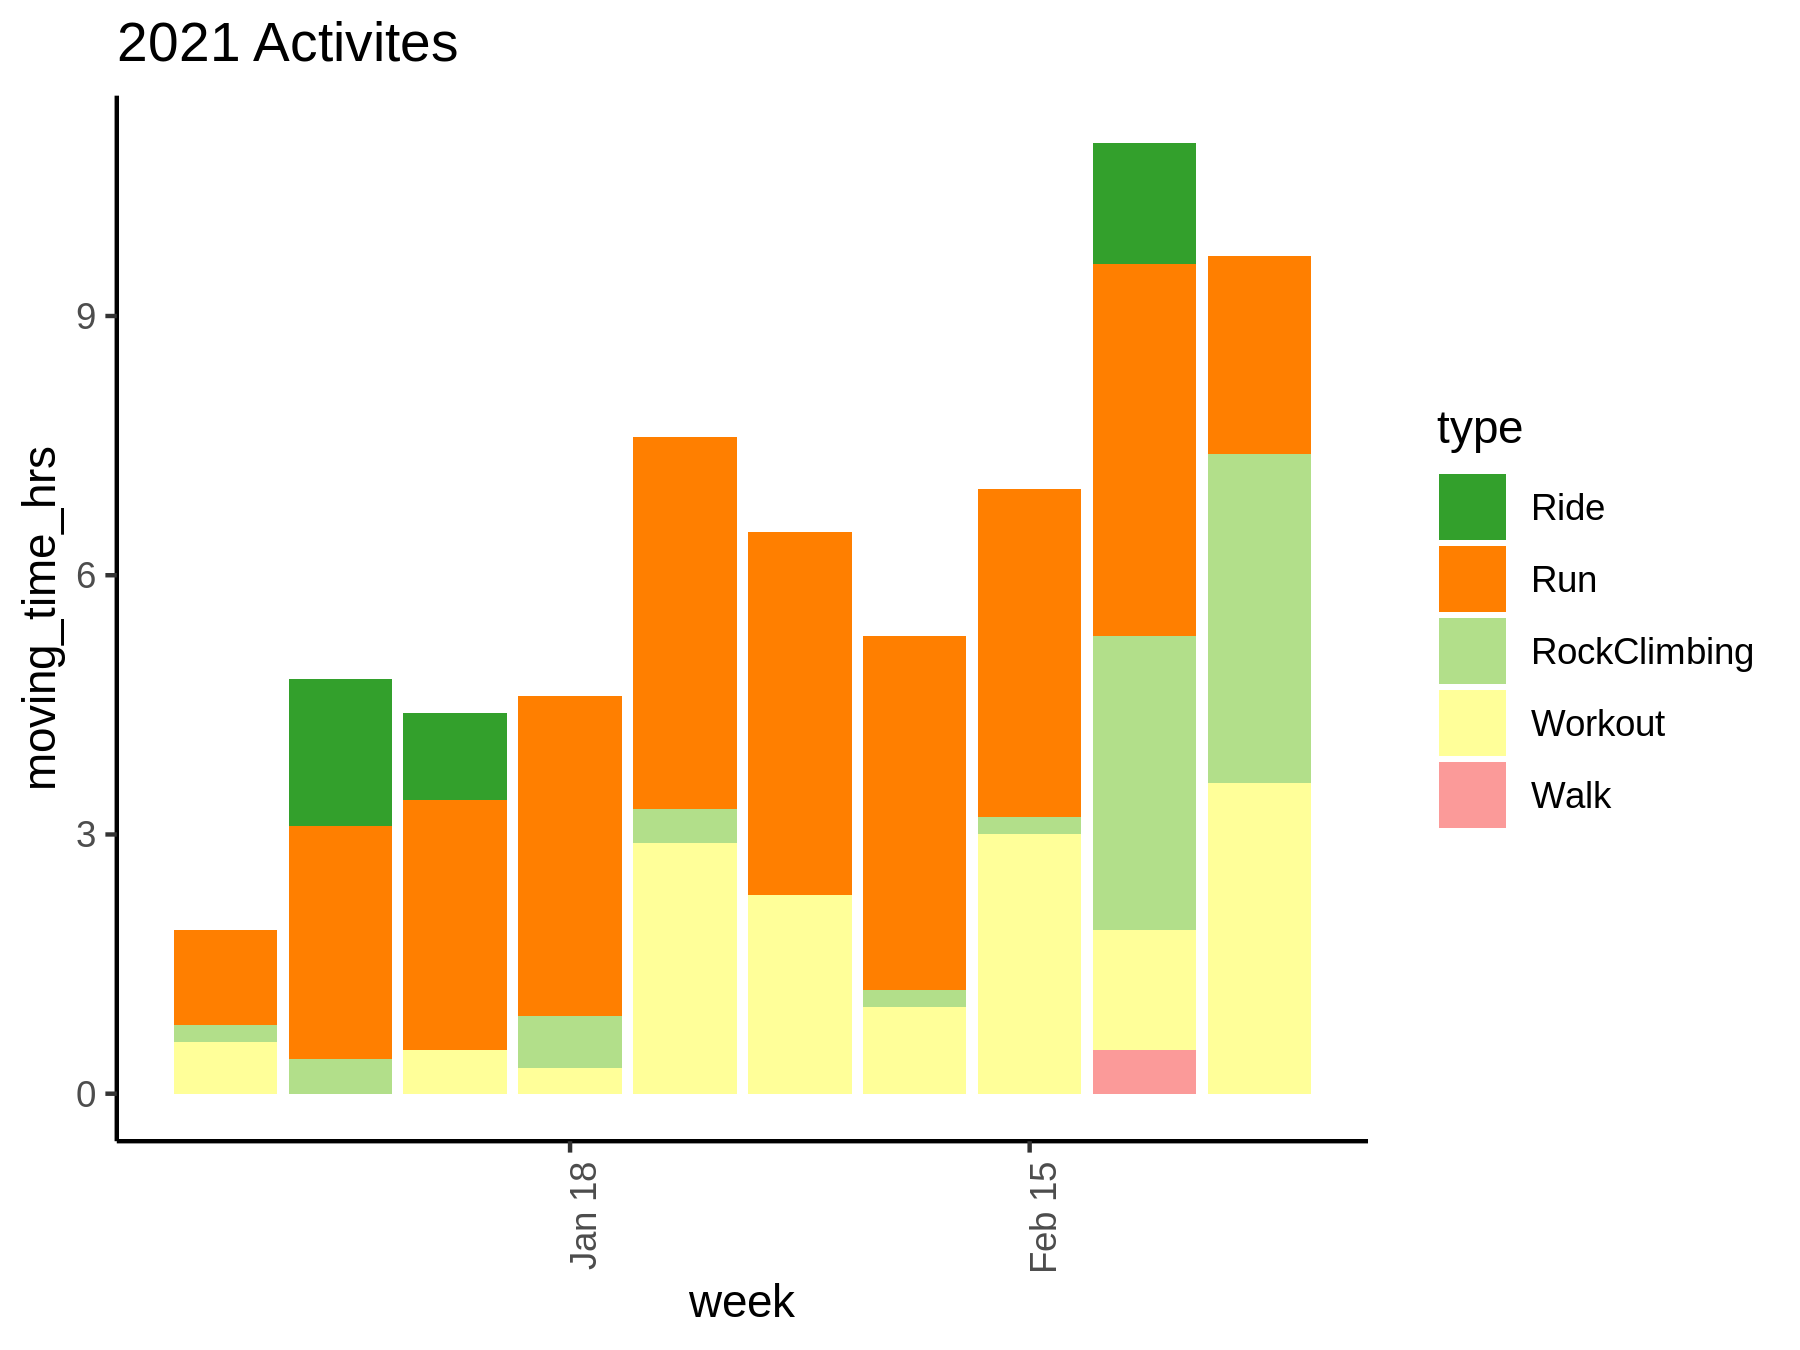 2021 Activites
moving_time_hrs
9
6
3
0
Jan 18
Feb 15
week
type
Ride
Run
RockClimbing
Workout
Walk